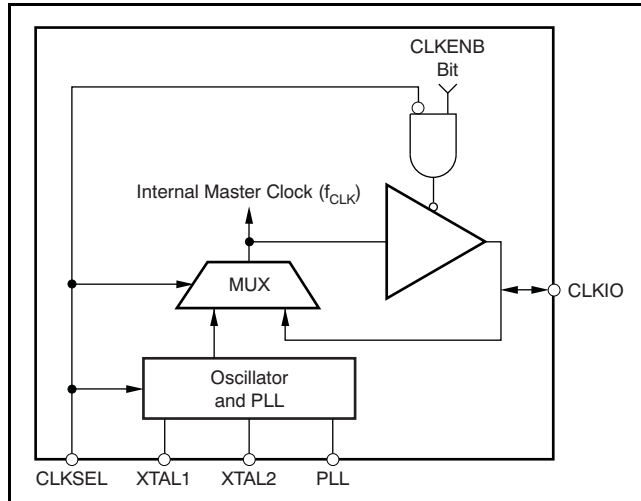 CLKENB
Bit
Internal Master Clock (fCLK)
MUX
CLKIO
Oscillator
and PLL
CLKSEL XTAL1 XTAL2 PLL